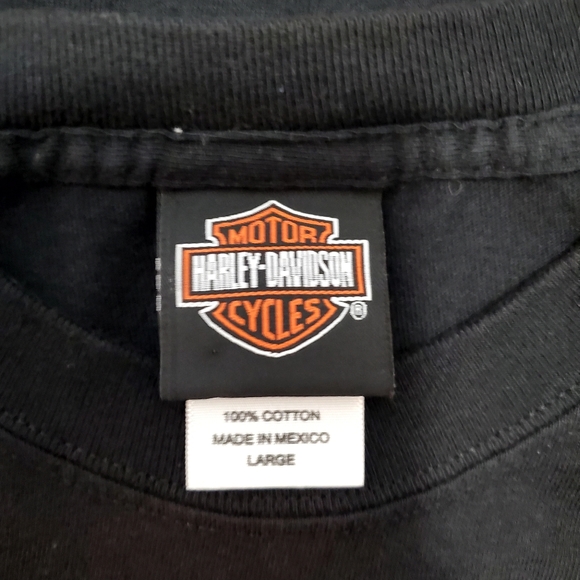 MOTOR
HARLEY-DAVIDSON
CYCLES
®
100% COTTON
MADE IN MEXICO
LARGE